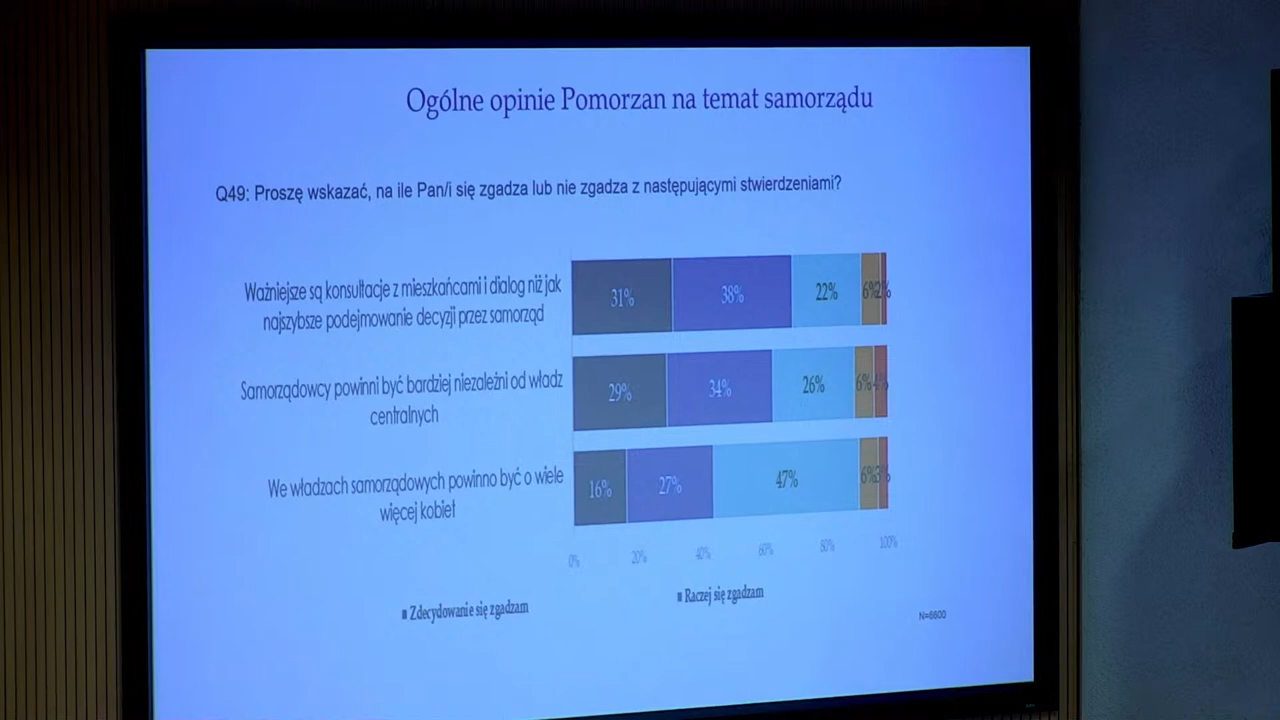 Ogólne opinie Pomorzan na temat samorządu
Q49: Proszę wskazać, na ile Pan/i się zgadza lub nie zgadza z następującymi stwierdzeniami?
Ważniejsze są konsultacje z mieszkańcami i dialog niż jak
najszybsze podejmowanie decyzji przez samorząd
31% 38% 22% 6% 2%
Samorządowcy powinni być bardziej niezależni od władz
centralnych
29% 34% 26% 6% 4%
We władzach samorządowych powinno być o wiele
więcej kobiet
16% 27% 47% 6% 3%
0% 20% 40% 60% 80% 100%
■ Zdecydowanie się zgadzam ■ Raczej się zgadzam
N=6600